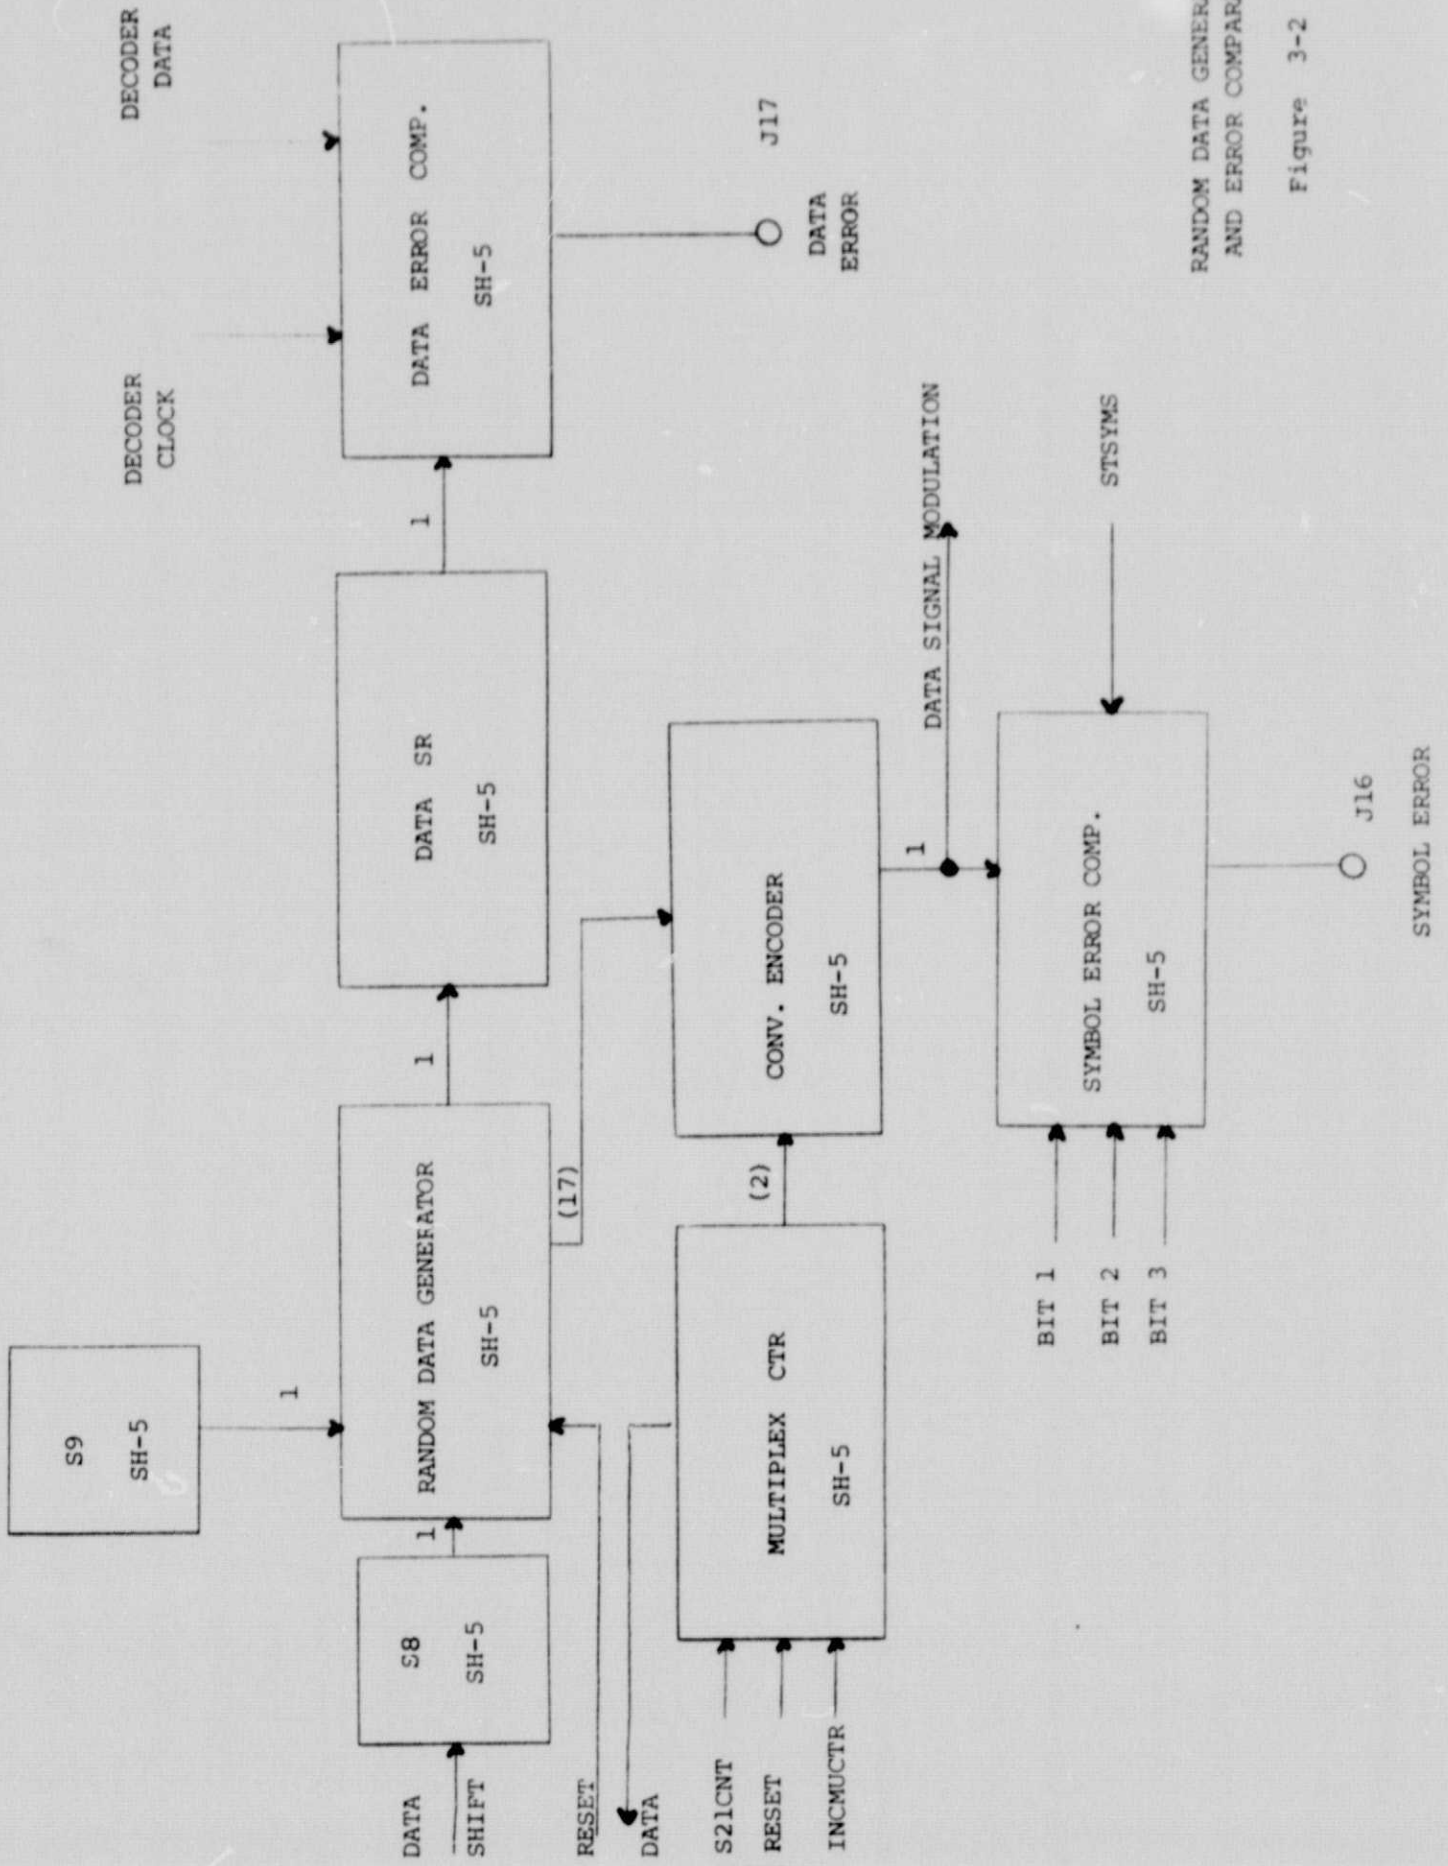 DECODER
CLOCK
DECODER
DATA
S9
SH-5
1
DATA
SHIFT
S8
SH-5
1
RANDOM DATA GENERATOR
SH-5
1
DATA SR
SH-5
1
DATA ERROR COMP.
SH-5
RESET
DATA
(17)
J17
DATA
ERROR
S21CNT
RESET
INCMUCTR
MULTIPLEX CTR
SH-5
(2)
CONV. ENCODER
SH-5
1
DATA SIGNAL MODULATION
BIT 1
BIT 2
BIT 3
SYMBOL ERROR COMP.
SH-5
STSYMS
J16
SYMBOL ERROR
RANDOM DATA GENER
AND ERROR COMPAR
Figure 3-2